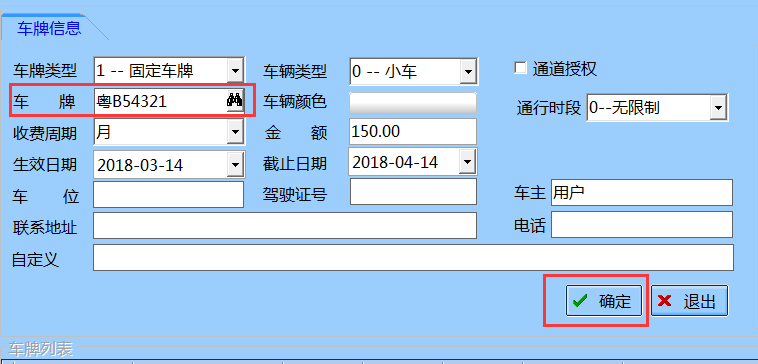 车牌信息
车牌类型 1 -- 固定车牌 车辆类型 0 -- 小车 通道授权
车 牌 粤B54321 车辆颜色 通行时段 0--无限制
收费周期 月 金 额 150.00
生效日期 2018-03-14 截止日期 2018-04-14
车 位 驾驶证号 车主 用户
联系地址 电话
自定义
确定 退出
车牌列表